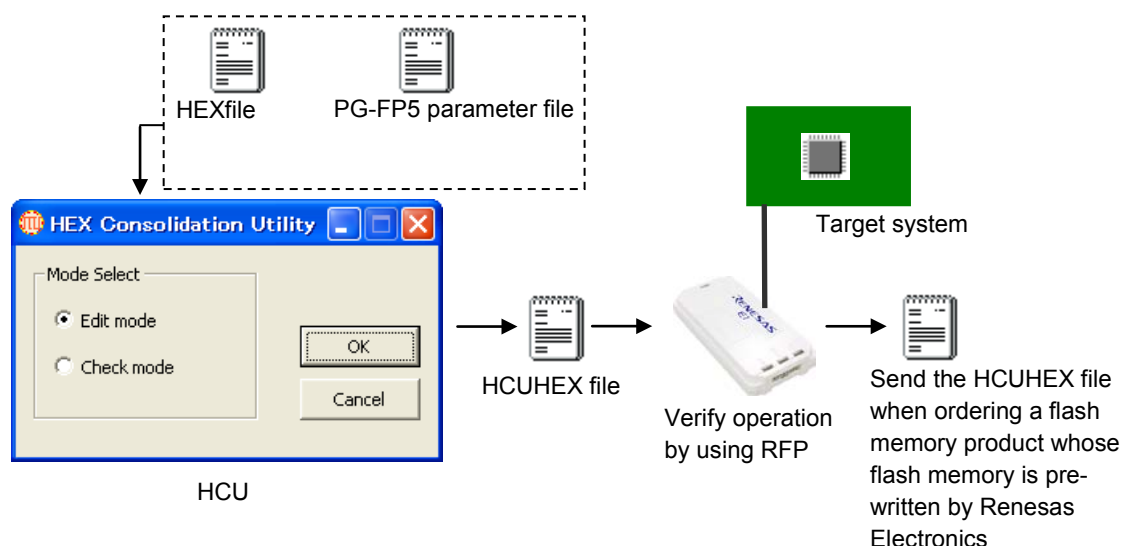 HEXfile
PG-FP5 parameter file
HEX Consolidation Utility
Mode Select
Edit mode
Check mode
OK
Cancel
HCU
HCUHEX file
RENESAS
E1
Verify operation
by using RFP
Target system
Send the HCUHEX file
when ordering a flash
memory product whose
flash memory is pre-
written by Renesas
Electronics